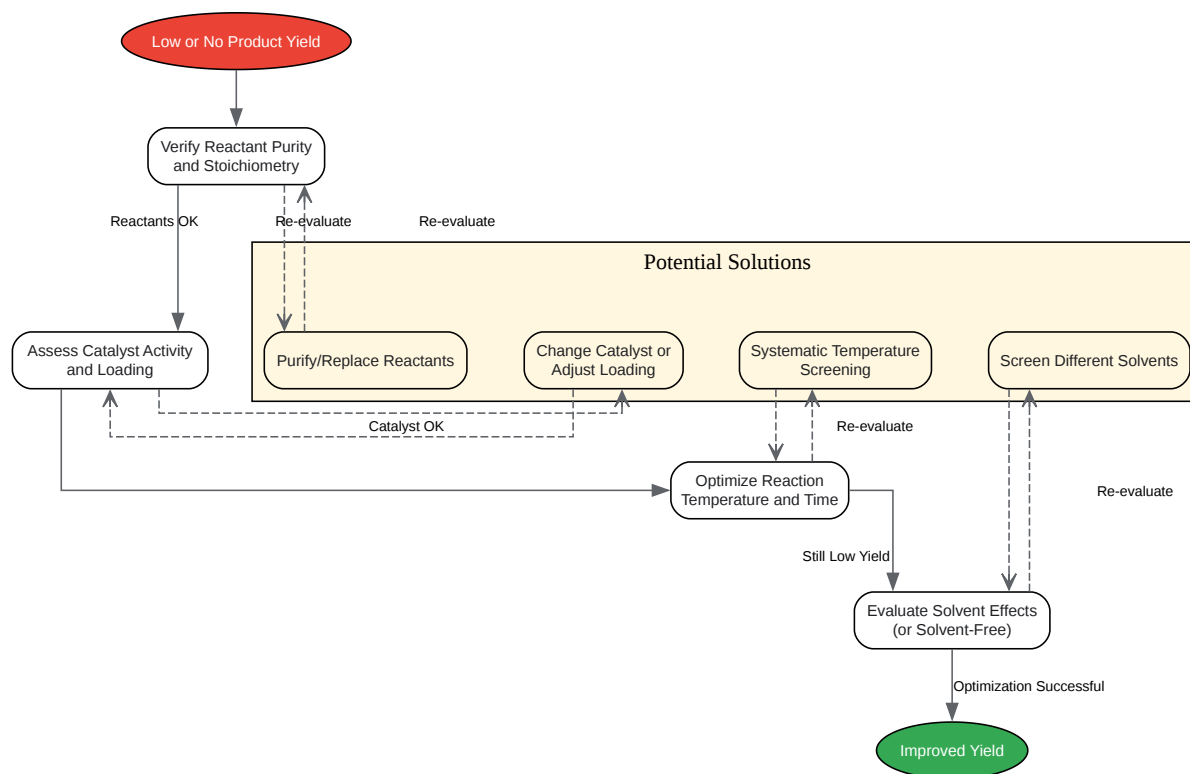 Low or No Product Yield
Verify Reactant Purity
and Stoichiometry
Reactants OK
Re-evaluate
Re-evaluate
Potential Solutions
Assess Catalyst Activity
and Loading
Purify/Replace Reactants
Change Catalyst or
Adjust Loading
Systematic Temperature
Screening
Screen Different Solvents
Catalyst OK
Re-evaluate
Optimize Reaction
Temperature and Time
Re-evaluate
Still Low Yield
Evaluate Solvent Effects
(or Solvent-Free)
Optimization Successful
Improved Yield